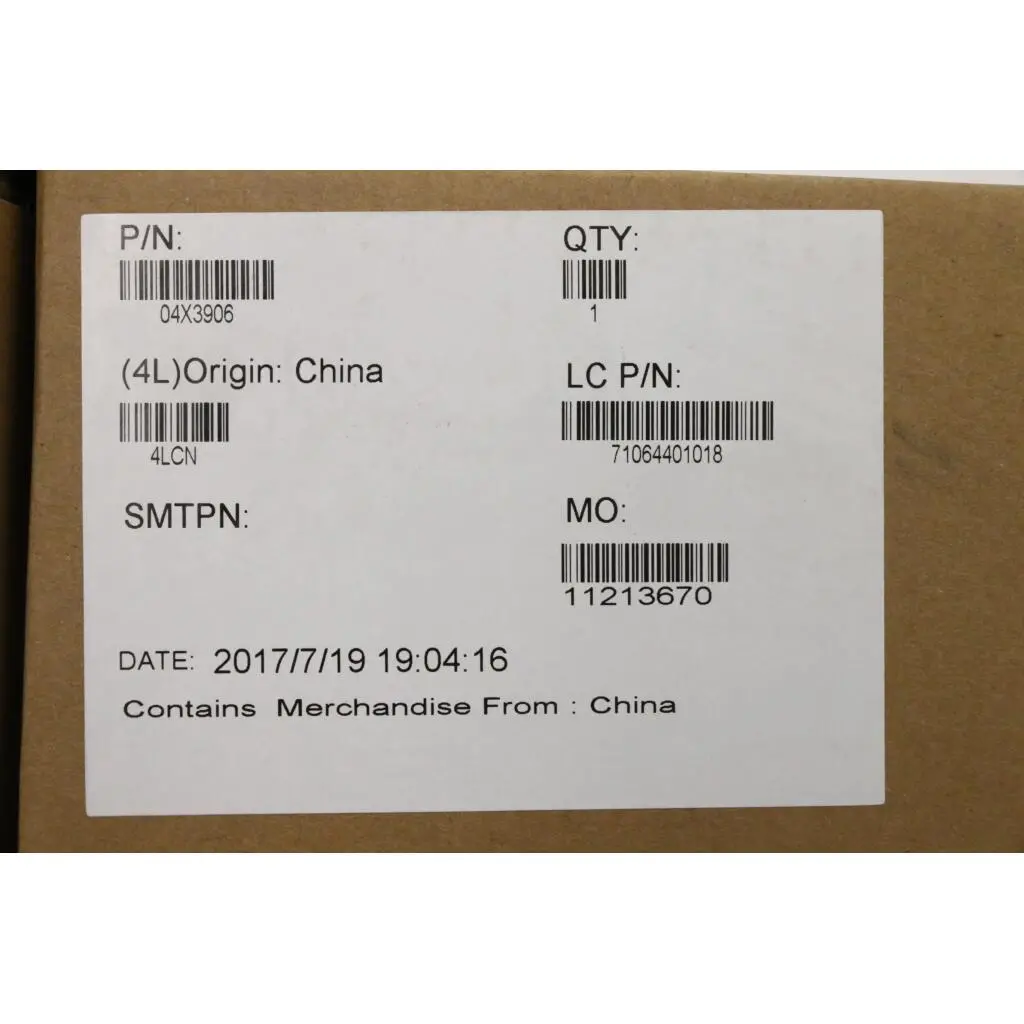 P/N:
04X3906
QTY:
1
(4L)Origin: China
4LCN
LC P/N:
71064401018
SMTPN:
MO:
11213670
DATE: 2017/7/19 19:04:16
Contains Merchandise From : China